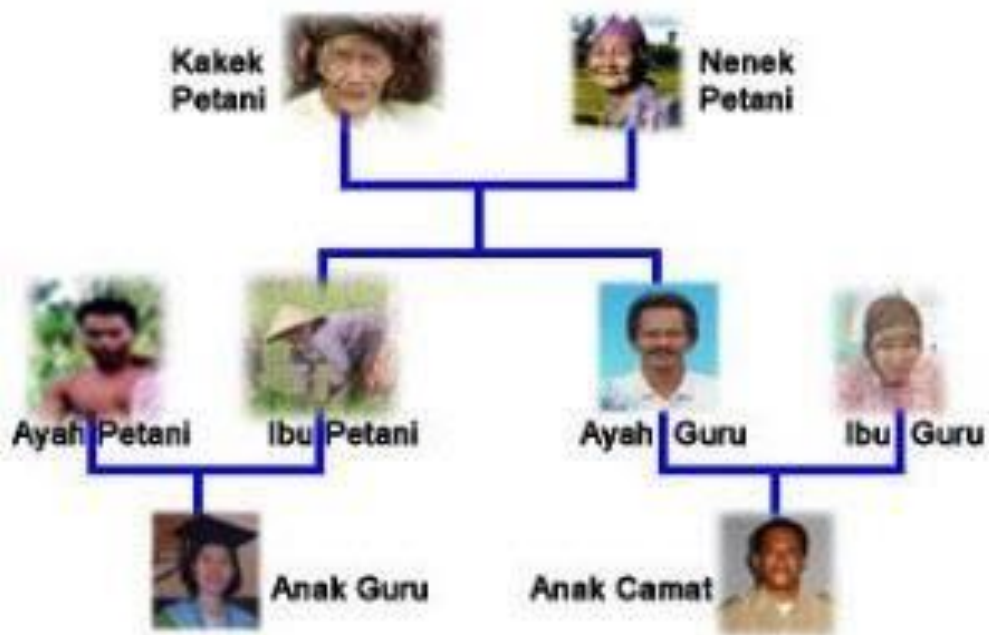 Kakek
Petani
Nenek
Petani
Ayah Petani
Ibu Petani
Ayah Guru
Ibu Guru
Anak Guru
Anak Camat